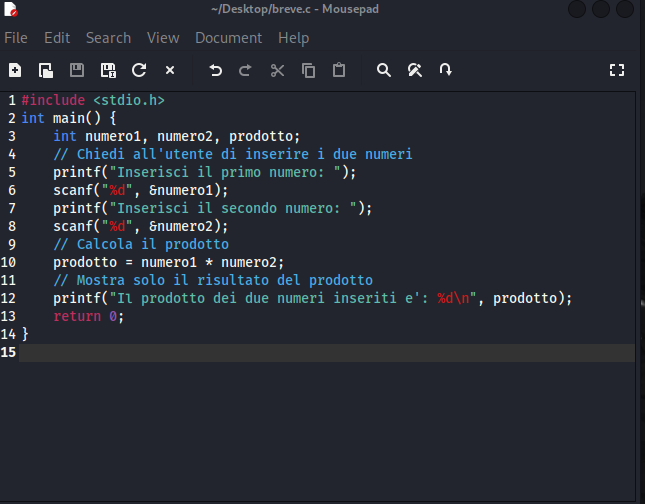 ~/Desktop/breve.c - Mousepad
File Edit Search View Document Help
1 #include <stdio.h>
2 int main() {
3     int numero1, numero2, prodotto;
4     // Chiedi all'utente di inserire i due numeri
5     printf("Inserisci il primo numero: ");
6     scanf("%d", &numero1);
7     printf("Inserisci il secondo numero: ");
8     scanf("%d", &numero2);
9     // Calcola il prodotto
10     prodotto = numero1 * numero2;
11     // Mostra solo il risultato del prodotto
12     printf("Il prodotto dei due numeri inseriti e': %d\n", prodotto);
13     return 0;
14 }
15